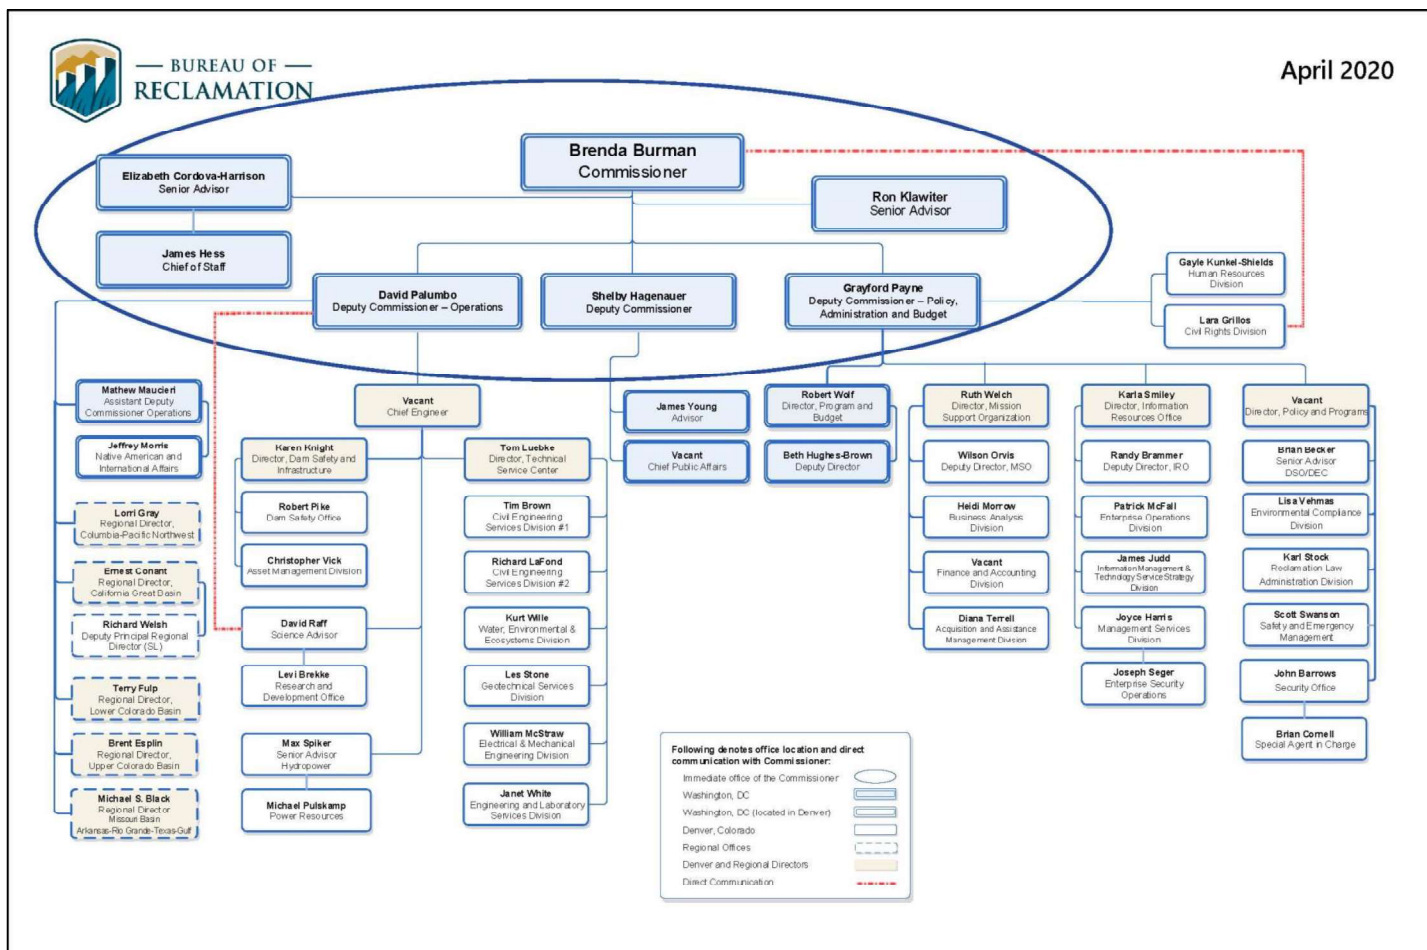 BUREAU OF
RECLAMATION
April 2020
Brenda Burman
Commissioner
Elizabeth Cordova-Harrison
Senior Advisor
Ron Klawiter
Senior Advisor
James Hess
Chief of Staff
David Palumbo
Deputy Commissioner – Operations
Shelby Hagenauer
Deputy Commissioner
Grayford Payne
Deputy Commissioner – Policy,
Administration and Budget
Gayle Kunkel-Shields
Human Resources
Division
Lara Grillos
Civil Rights Division
Mathew Maucieri
Assistant Deputy
Commissioner Operations
Jeffrey Morris
Native American and
International Affairs
Lorri Gray
Regional Director,
Columbia-Pacific Northwest
Ernest Conant
Regional Director,
California Great Basin
Richard Welsh
Deputy Principal Regional
Director (SL)
Terry Fulp
Regional Director,
Lower Colorado Basin
Brent Esplin
Regional Director,
Upper Colorado Basin
Michael S. Black
Regional Director
Missouri Basin
Arkansas-Rio Grande-Texas-Gulf
Vacant
Chief Engineer
Karen Knight
Director, Dam Safety and
Infrastructure
Robert Pike
Dam Safety Office
Christopher Vick
Asset Management Division
David Raff
Science Advisor
Levi Brekke
Research and
Development Office
Max Spiker
Senior Advisor
Hydropower
Michael Pulskamp
Power Resources
Tom Luebke
Director, Technical
Service Center
Tim Brown
Civil Engineering
Services Division #1
Richard LaFond
Civil Engineering
Services Division #2
Kurt Wille
Water, Environmental &
Ecosystems Division
Les Stone
Geotechnical Services
Division
William McStraw
Electrical & Mechanical
Engineering Division
Janet White
Engineering and Laboratory
Services Division
James Young
Advisor
Vacant
Chief Public Affairs
Robert Wolf
Director, Program and
Budget
Beth Hughes-Brown
Deputy Director
Ruth Welch
Director, Mission
Support Organization
Wilson Orvis
Deputy Director, MSO
Heidi Morrow
Business Analysis
Division
Vacant
Finance and Accounting
Division
Diana Terrell
Acquisition and Assistance
Management Division
Karla Smiley
Director, Information
Resources Office
Randy Brammer
Deputy Director, IRO
Patrick McFall
Enterprise Operations
Division
James Judd
Information Management &
Technology Service Strategy
Division
Joyce Harris
Management Services
Division
Joseph Seger
Enterprise Security
Operations
Vacant
Director, Policy and Programs
Brian Becker
Senior Advisor
DSO/DEC
Lisa Vehmas
Environmental Compliance
Division
Karl Stock
Reclamation Law
Administration Division
Scott Swanson
Safety and Emergency
Management
John Barrows
Security Office
Brian Cornell
Special Agent in Charge
Following denotes office location and direct
communication with Commissioner:
Immediate office of the Commissioner
Washington, DC
Washington, DC (located in Denver)
Denver, Colorado
Regional Offices
Denver and Regional Directors
Direct Communication